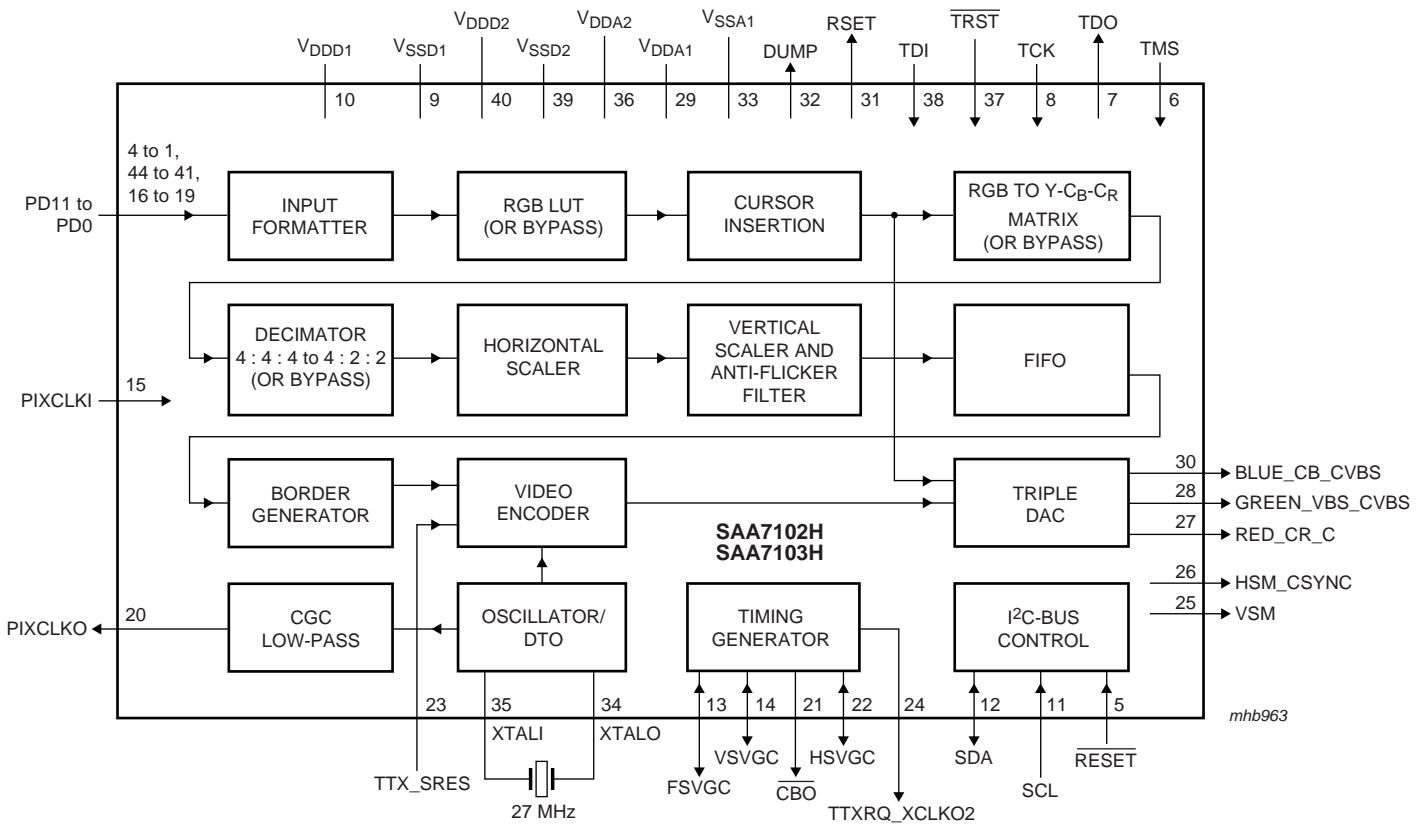 VDDD1
VSSD1
VDDD2
VSSD2
VDDA2
VDDA1
VSSA1
DUMP
RSET
TDI
TRST
TCK
TDO
TMS
10
9
40
39
36
29
33
32
31
38
37
8
7
6
4 to 1,
44 to 41,
16 to 19
PD11 to
PD0
INPUT
FORMATTER
RGB LUT
(OR BYPASS)
CURSOR
INSERTION
RGB TO Y-CB-CR
MATRIX
(OR BYPASS)
DECIMATOR
4 : 4 : 4 to 4 : 2 : 2
(OR BYPASS)
HORIZONTAL
SCALER
VERTICAL
SCALER AND
ANTI-FLICKER
FILTER
FIFO
15
PIXCLKI
BORDER
GENERATOR
VIDEO
ENCODER
TRIPLE
DAC
30
BLUE_CB_CVBS
28
GREEN_VBS_CVBS
27
RED_CR_C
SAA7102H
SAA7103H
26
HSM_CSYNC
25
VSM
PIXCLKO
20
CGC
LOW-PASS
OSCILLATOR/
DTO
TIMING
GENERATOR
I2C-BUS
CONTROL
23
35
34
13
14
21
22
24
12
11
5
mhb963
XTALI
XTALO
TTX_SRES
27 MHz
FSVGC
VSVGC
CBO
HSVGC
TTXRQ_XCLKO2
SDA
SCL
RESET